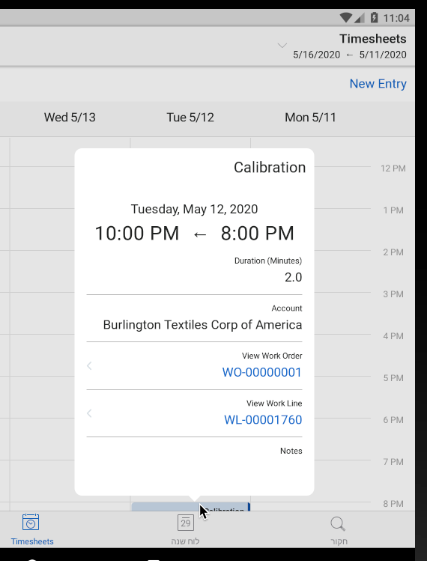 11:04
Timesheets
5/16/2020 ← 5/11/2020
New Entry
Wed 5/13
Tue 5/12
Mon 5/11
Calibration
Tuesday, May 12, 2020
10:00 PM ← 8:00 PM
Duration (Minutes)
2.0
Account
Burlington Textiles Corp of America
View Work Order
WO-00000001
View Work Line
WL-00001760
Notes
12 PM
1 PM
2 PM
3 PM
4 PM
5 PM
6 PM
7 PM
8 PM
Calibration
Timesheets
29
לוח שנה
חקור